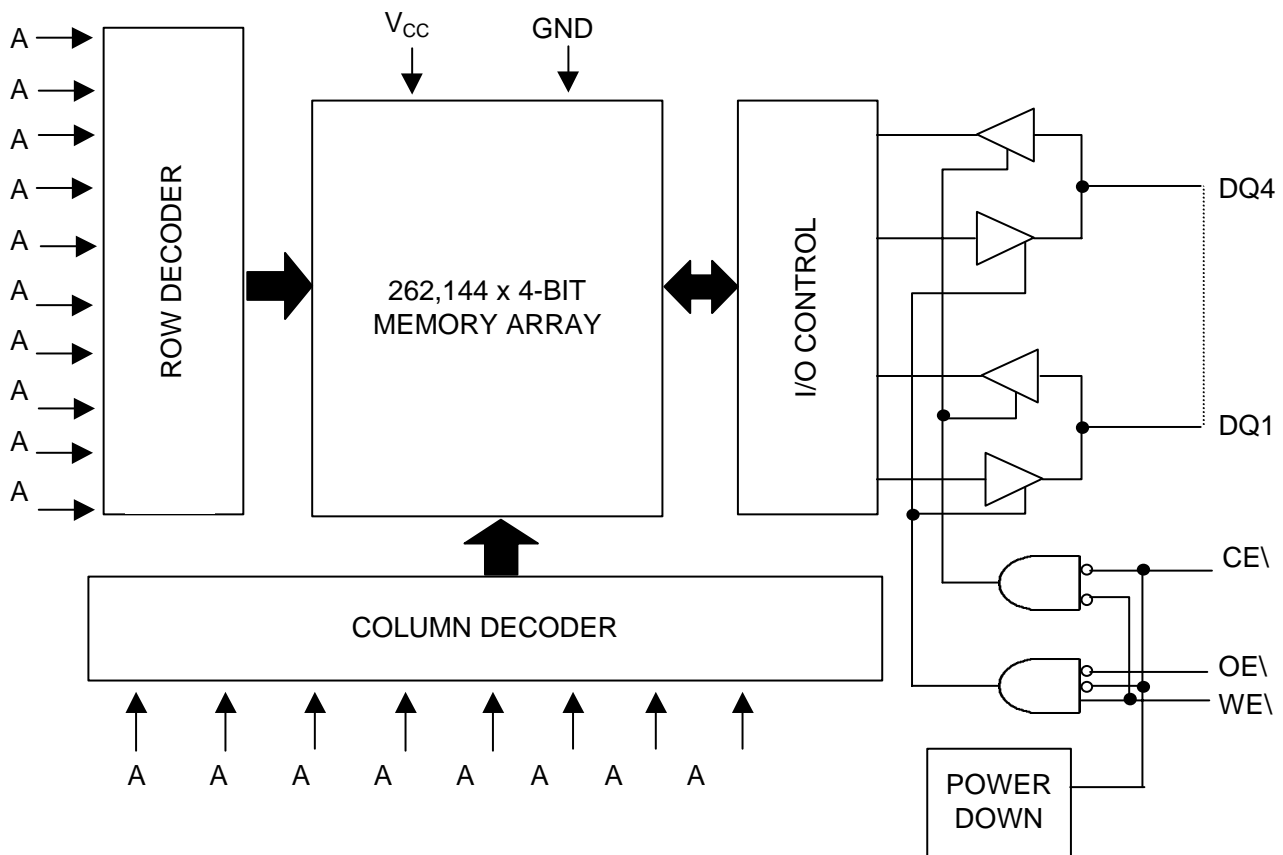 V_CC
GND
A
A
A
A
A
A
A
A
A
A
ROW DECODER
262,144 x 4-BIT
MEMORY ARRAY
I/O CONTROL
DQ4
DQ1
CE\
OE\
WE\
COLUMN DECODER
A A A A A A A A
POWER
DOWN